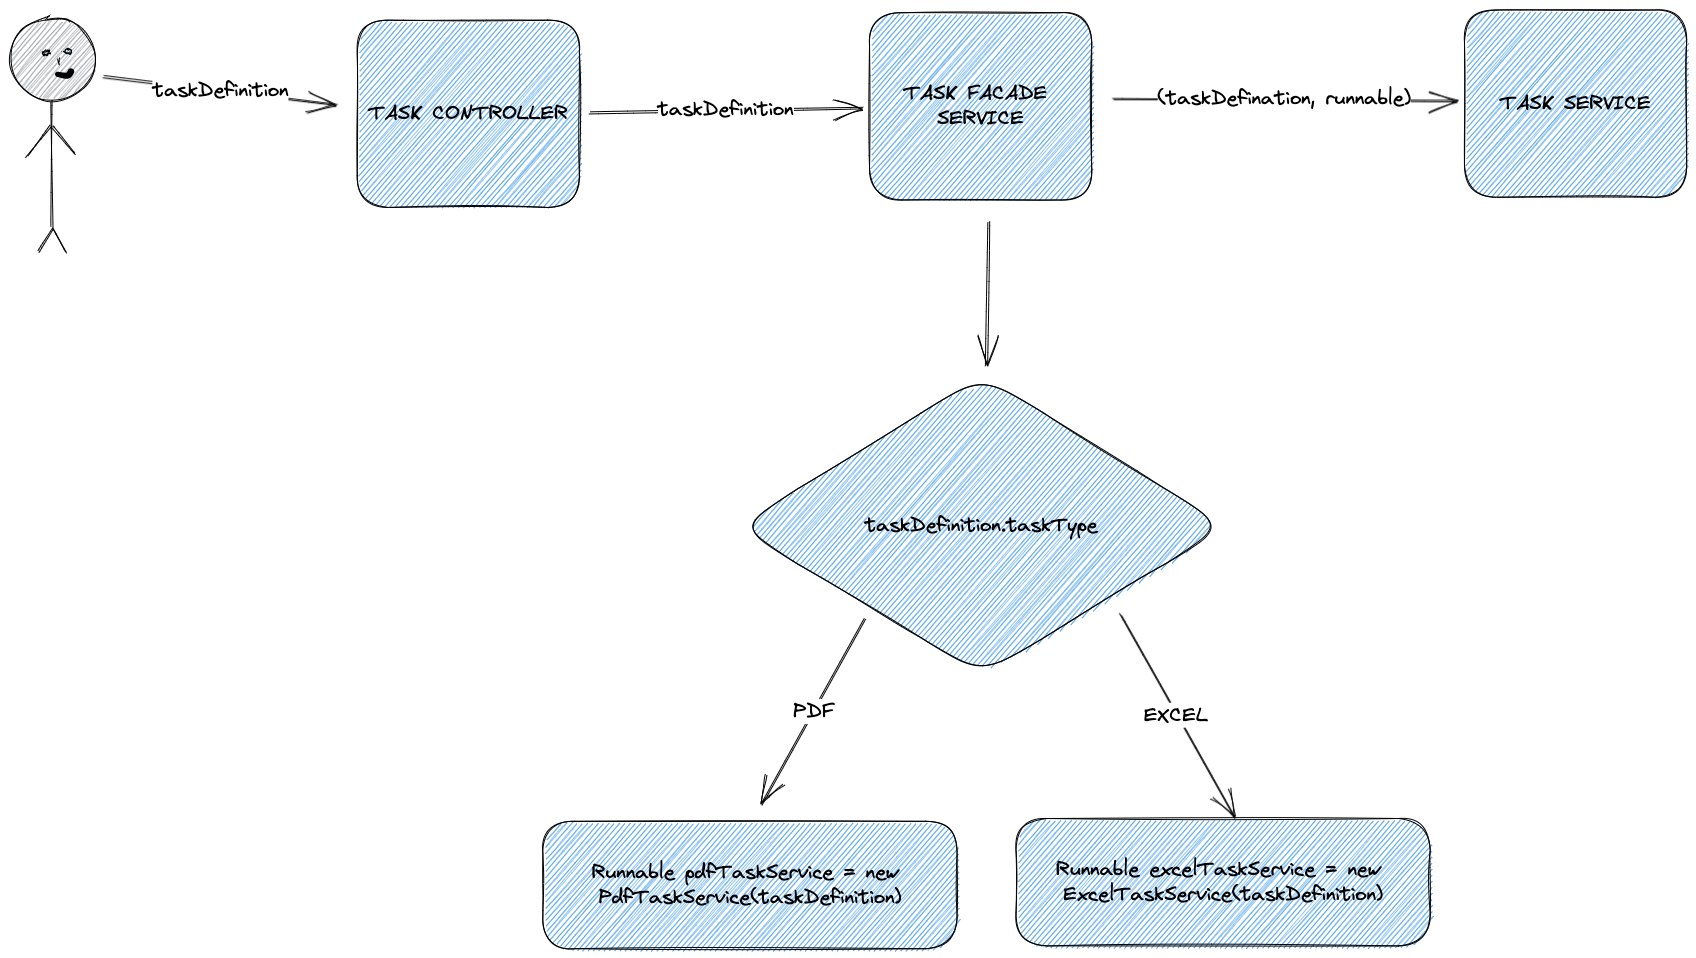 taskDefinition
TASK CONTROLLER
taskDefinition
TASK FACADE
SERVICE
(taskDefination, runnable)
TASK SERVICE
taskDefinition.taskType
PDF
EXCEL
Runnable pdfTaskService = new
PdfTaskService(taskDefinition)
Runnable excelTaskService = new
ExcelTaskService(taskDefinition)